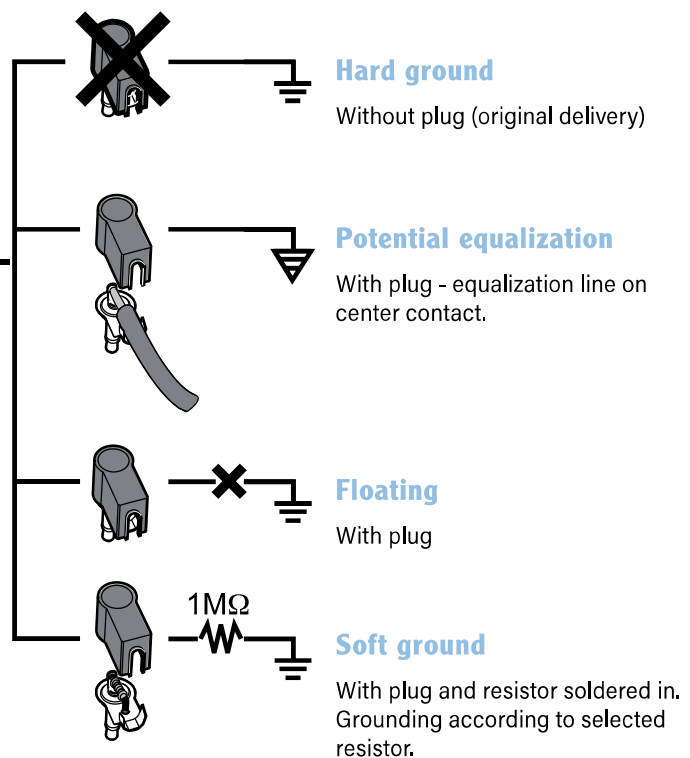 Hard ground
Without plug (original delivery)
Potential equalization
With plug - equalization line on
center contact.
Floating
With plug
1MΩ
Soft ground
With plug and resistor soldered in.
Grounding according to selected
resistor.